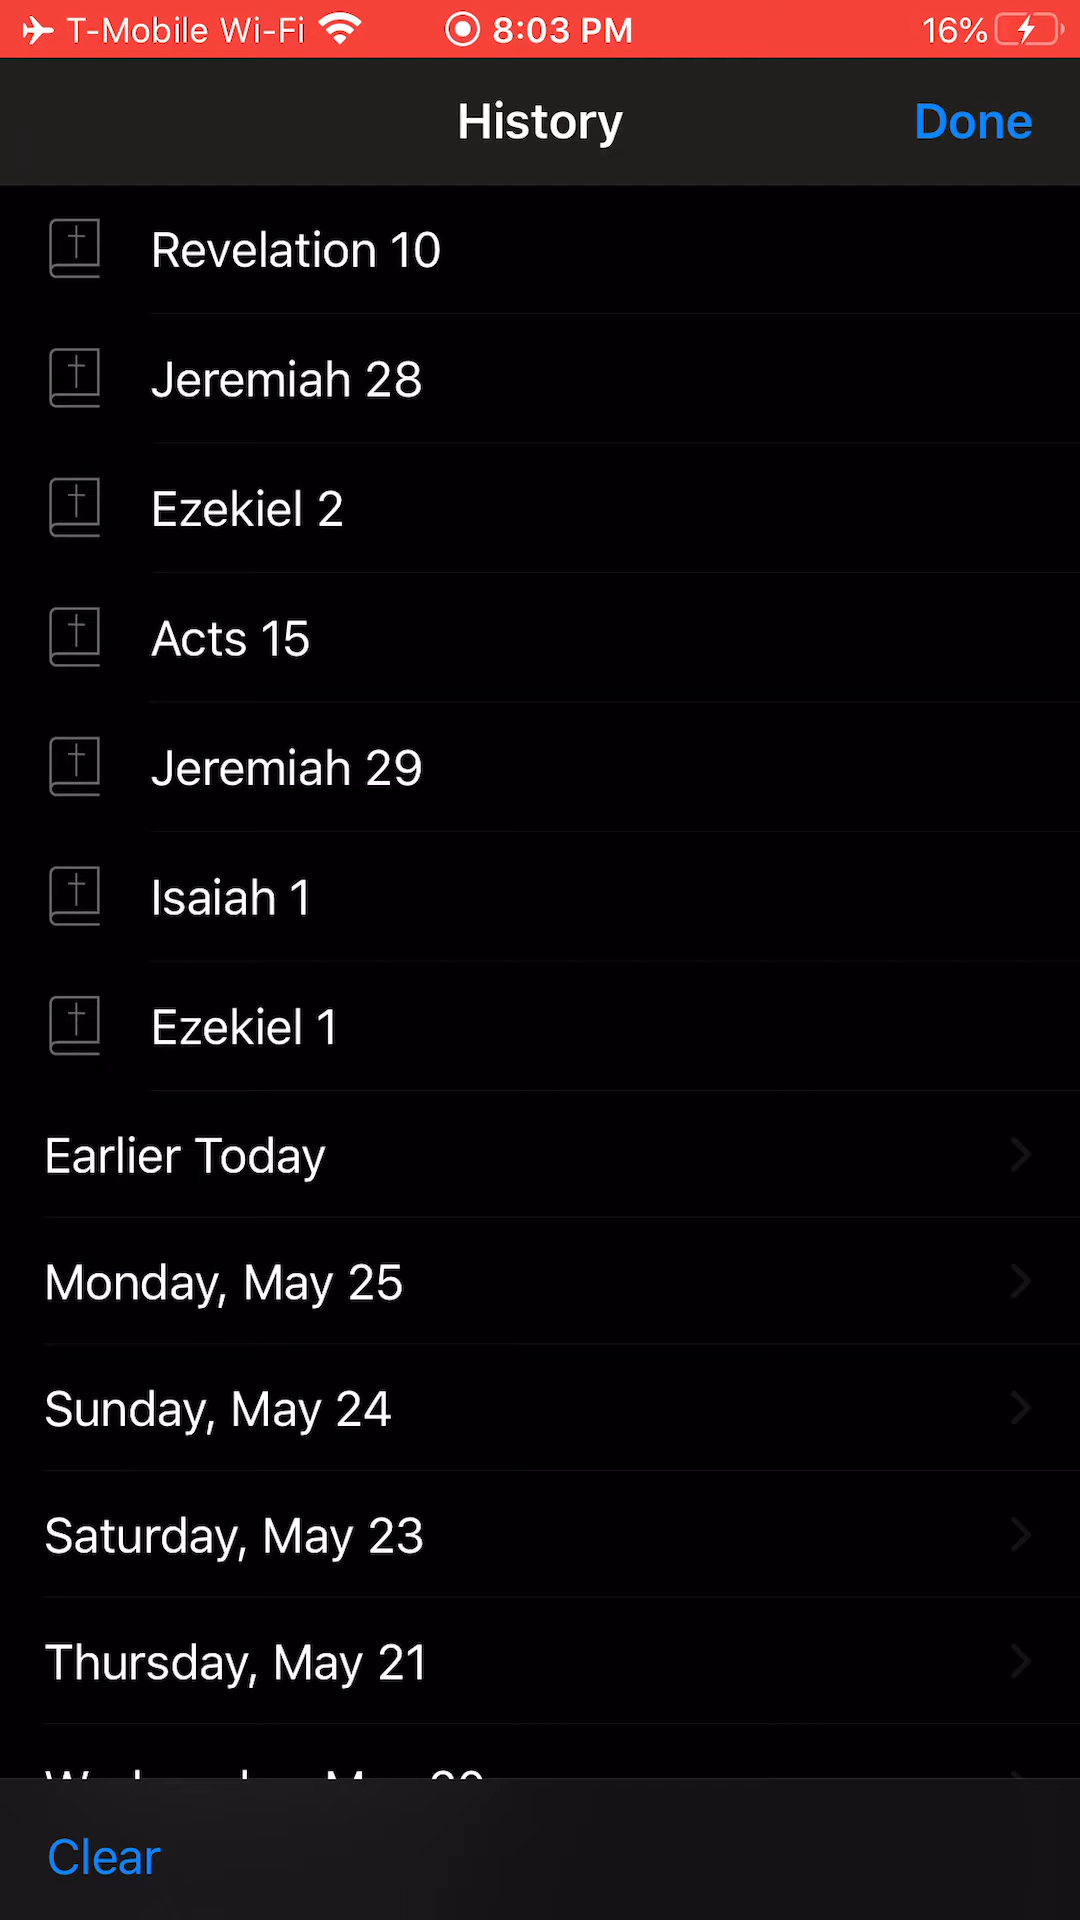 T-Mobile Wi-Fi 8:03 PM 16%
History Done
Revelation 10
Jeremiah 28
Ezekiel 2
Acts 15
Jeremiah 29
Isaiah 1
Ezekiel 1
Earlier Today
Monday, May 25
Sunday, May 24
Saturday, May 23
Thursday, May 21
Clear